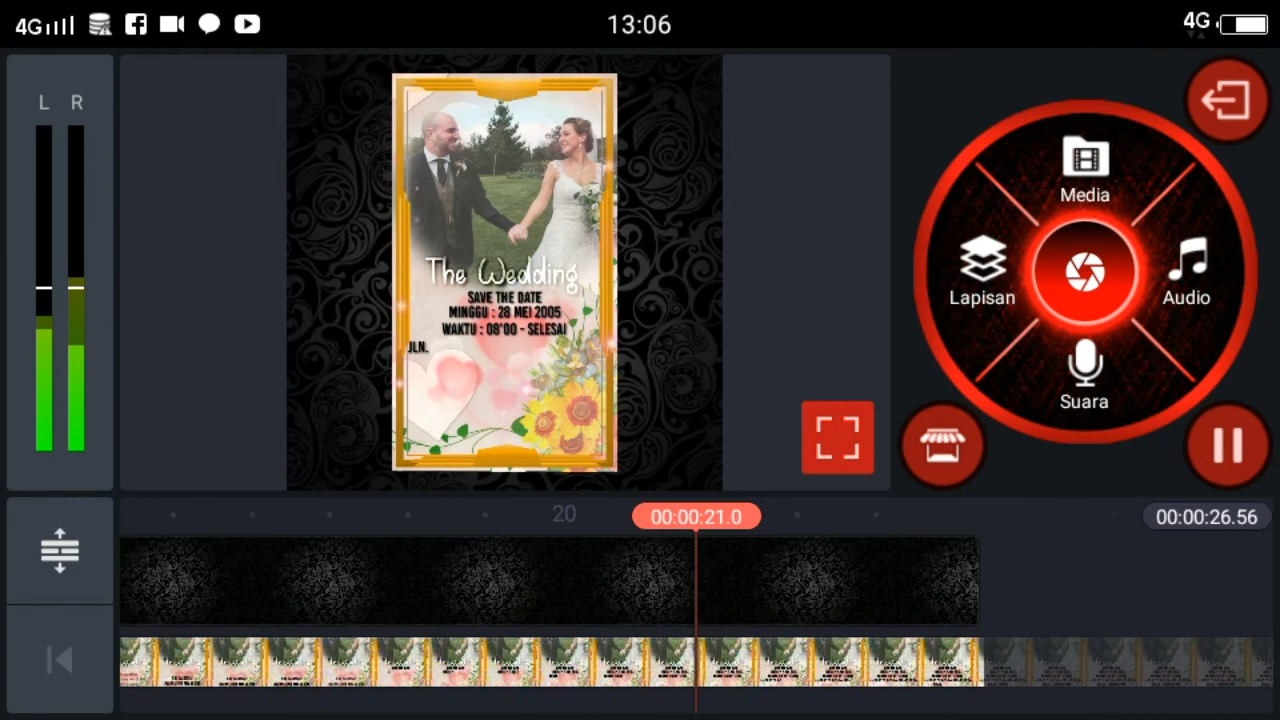 4G
13:06
4G
L R
Media
Lapisan
Audio
Suara
The Wedding
SAVE THE DATE
MINGGU : 28 MEI 2005
WAKTU : 08'00 - SELESAI
JLN.
20
00:00:21.0
00:00:26.56